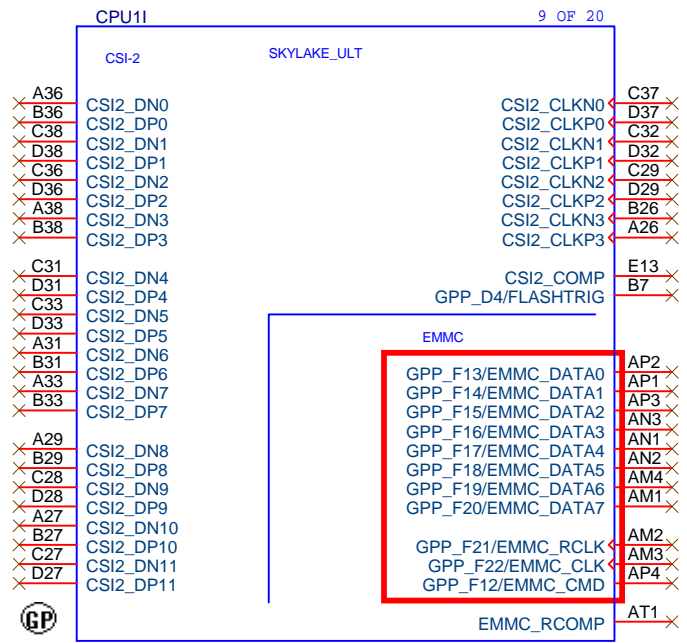 CPU1I 9 OF 20
CSI-2 SKYLAKE_ULT
A36 CSI2_DN0 CSI2_CLKN0 C37
B36 CSI2_DP0 CSI2_CLKP0 D37
C38 CSI2_DN1 CSI2_CLKN1 C32
D38 CSI2_DP1 CSI2_CLKP1 D32
C36 CSI2_DN2 CSI2_CLKN2 C29
D36 CSI2_DP2 CSI2_CLKP2 D29
A38 CSI2_DN3 CSI2_CLKN3 B26
B38 CSI2_DP3 CSI2_CLKP3 A26
C31 CSI2_DN4 CSI2_COMP E13
D31 CSI2_DP4 GPP_D4/FLASHTRIG B7
C33 CSI2_DN5
D33 CSI2_DP5 EMMC
A31 CSI2_DN6
B31 CSI2_DP6 GPP_F13/EMMC_DATA0 AP2
A33 CSI2_DN7 GPP_F14/EMMC_DATA1 AP1
B33 CSI2_DP7 GPP_F15/EMMC_DATA2 AP3
GPP_F16/EMMC_DATA3 AN3
A29 CSI2_DN8 GPP_F17/EMMC_DATA4 AN1
B29 CSI2_DP8 GPP_F18/EMMC_DATA5 AN2
C28 CSI2_DN9 GPP_F19/EMMC_DATA6 AM4
D28 CSI2_DP9 GPP_F20/EMMC_DATA7 AM1
A27 CSI2_DN10
B27 CSI2_DP10 GPP_F21/EMMC_RCLK AM2
C27 CSI2_DN11 GPP_F22/EMMC_CLK AM3
D27 CSI2_DP11 GPP_F12/EMMC_CMD AP4
GP EMMC_RCOMP AT1